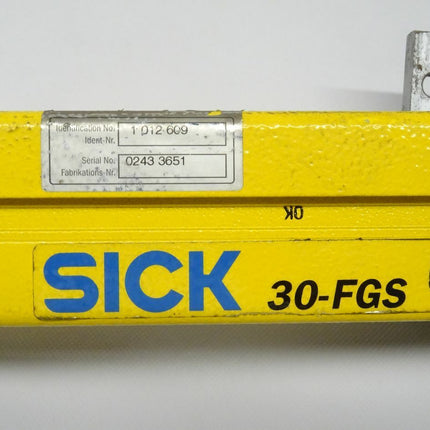 Identification No. 1 012 609
Ident-Nr.
Serial No. 0243 3651
Fabrikations-Nr.
OK
SICK 30-FGS